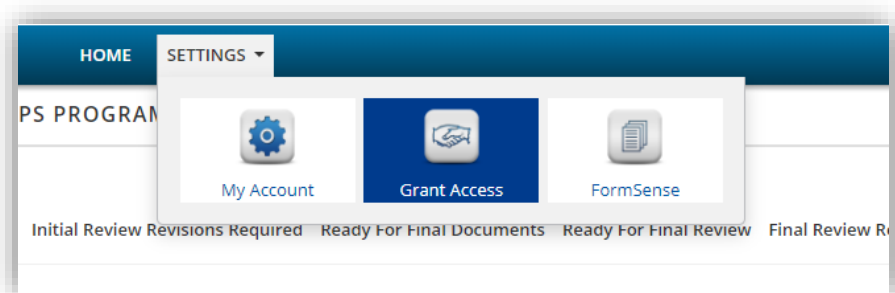 HOME SETTINGS
PS PROGRAM
My Account Grant Access FormSense
Initial Review Revisions Required Ready For Final Documents Ready For Final Review Final Review